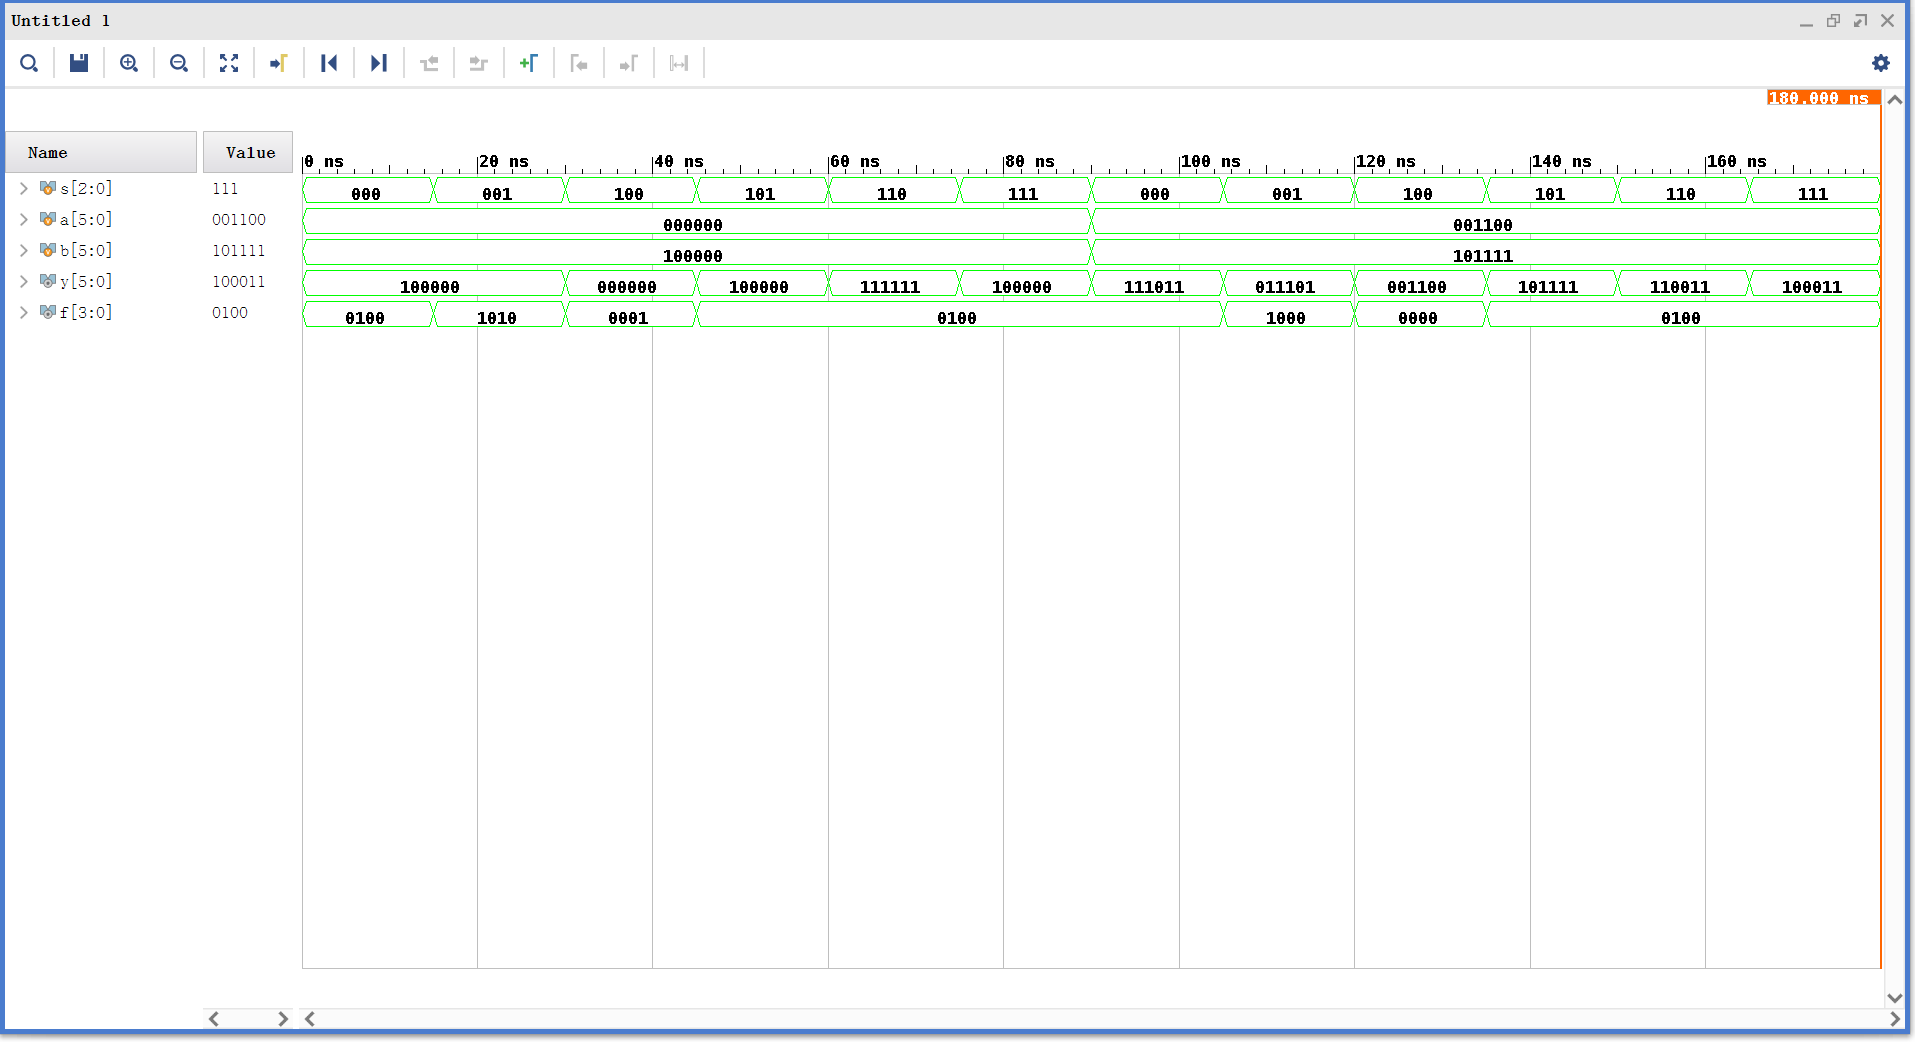 Untitled 1
180.000 ns
Name Value 0 ns 20 ns 40 ns 60 ns 80 ns 100 ns 120 ns 140 ns 160 ns
s[2:0] 111 000 001 100 101 110 111 000 001 100 101 110 111
a[5:0] 001100 000000 001100
b[5:0] 101111 100000 101111
y[5:0] 100011 100000 000000 100000 111111 100000 111011 011101 001100 101111 110011 100011
f[3:0] 0100 0100 1010 0001 0100 1000 0000 0100